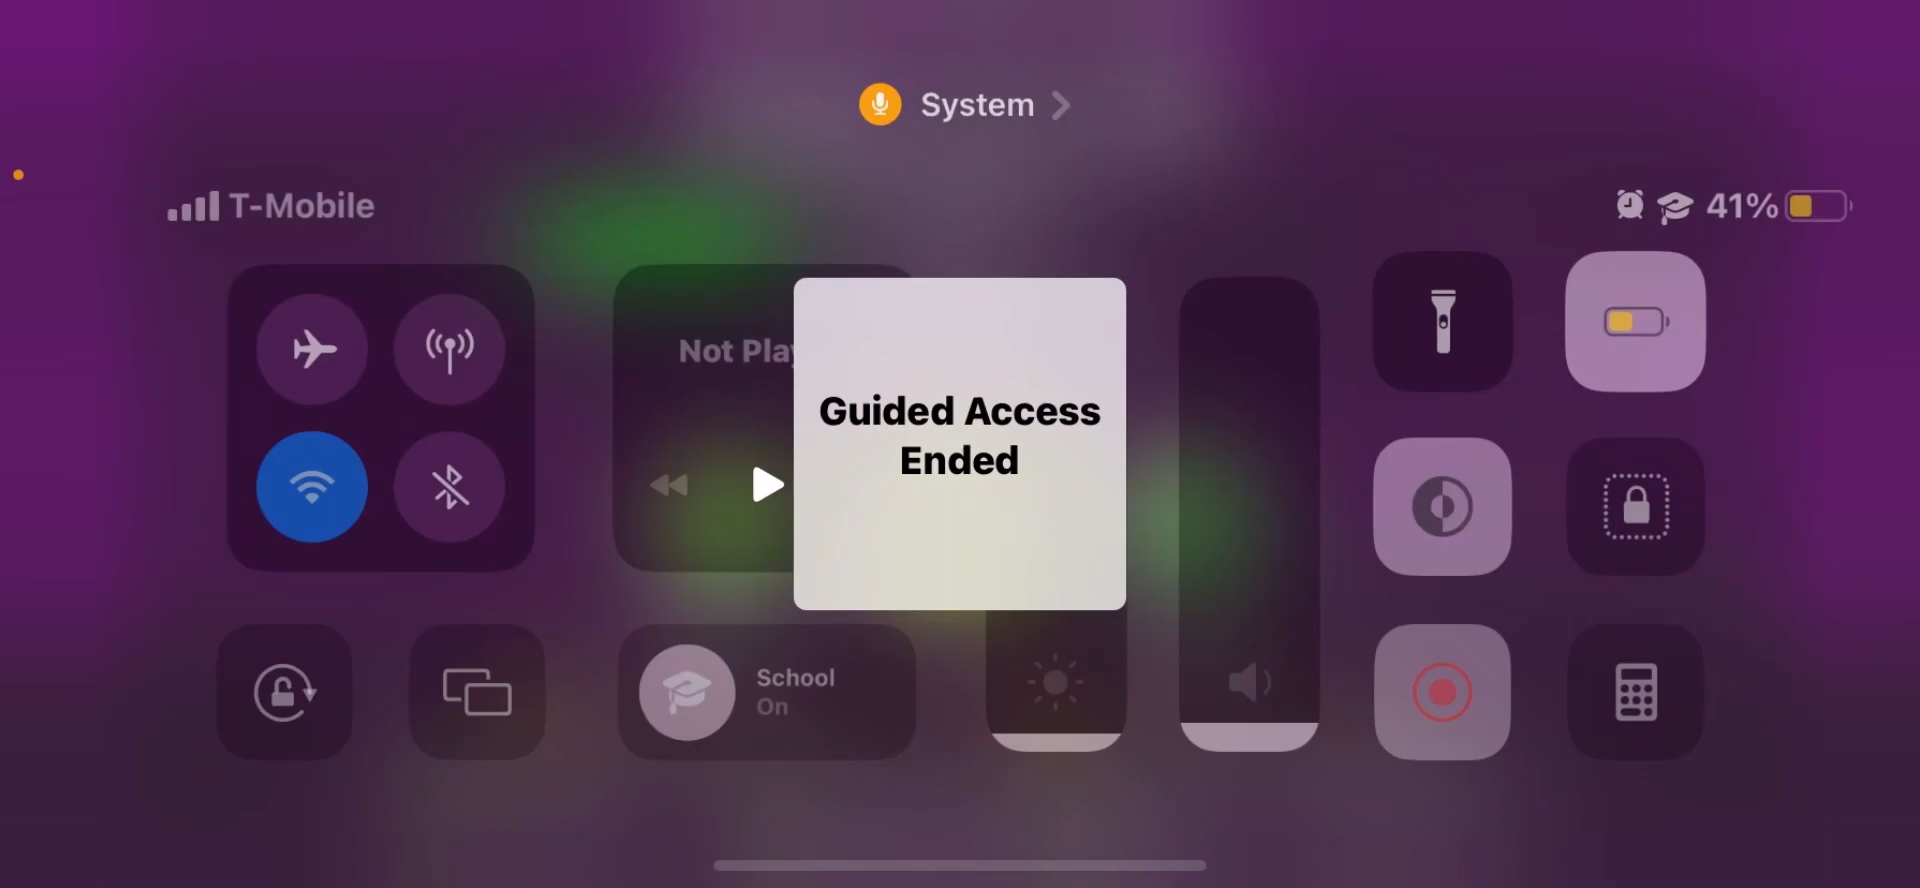 System
T-Mobile
41%
Not Play
Guided Access
Ended
School
On